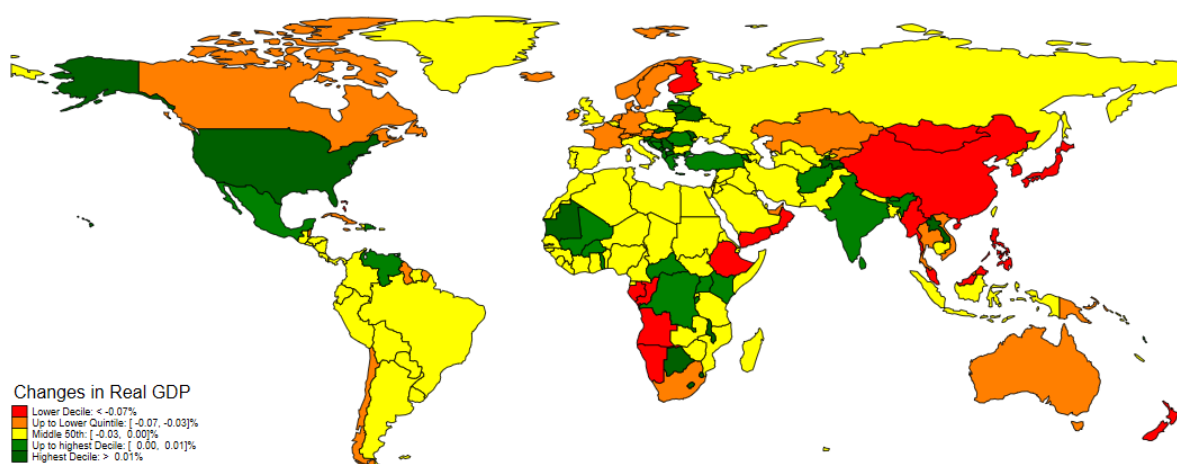 Changes in Real GDP
Lower Decile: < -0.07%
Up to Lower Quintile: [ -0.07, -0.03]%
Middle 50th: [ -0.03, 0.00]%
Up to highest Decile: [ 0.00, 0.01]%
Highest Decile: > 0.01%